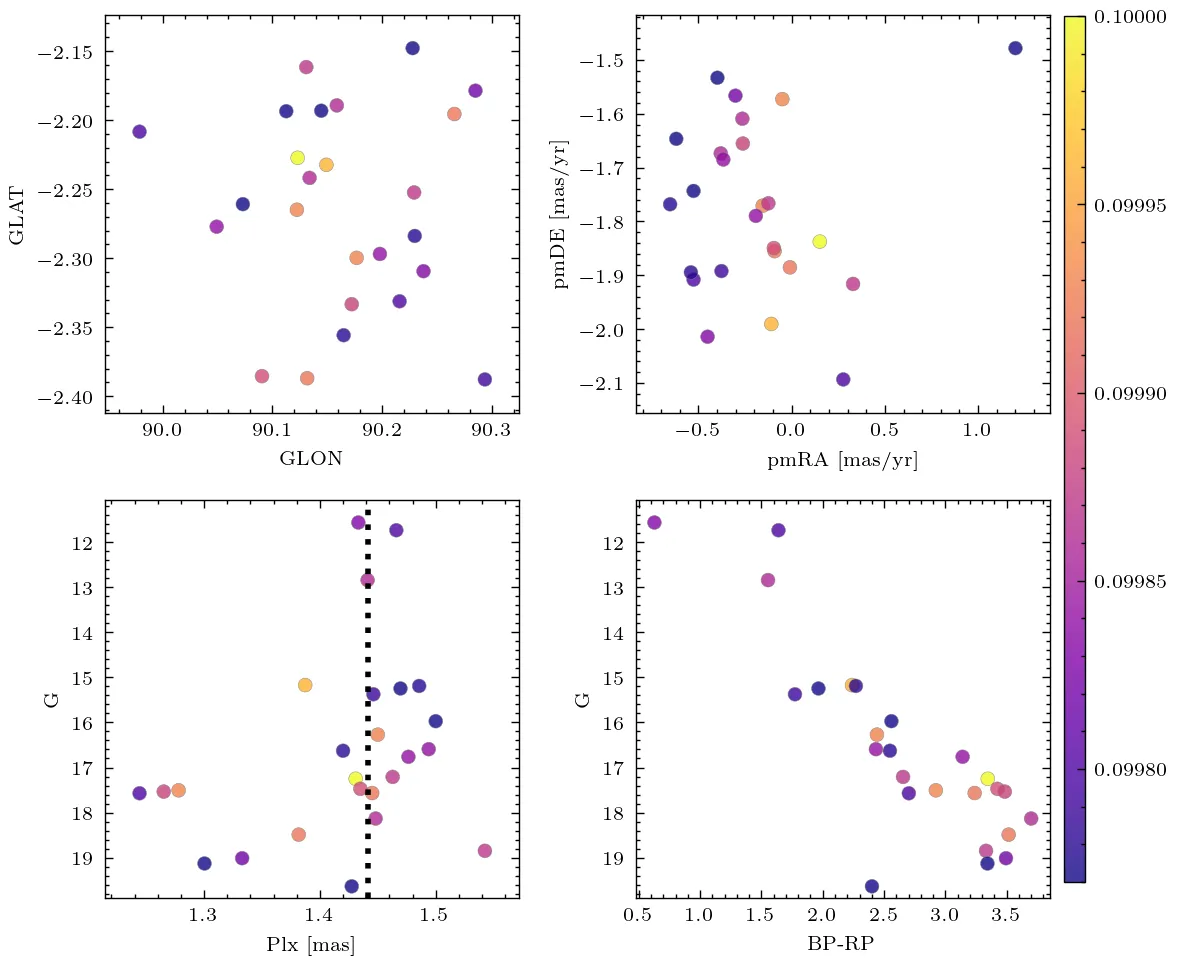 −2.15
−2.20
−2.25
−2.30
−2.35
−2.40
GLAT
90.0 90.1 90.2 90.3
GLON
−1.5
−1.6
−1.7
−1.8
−1.9
−2.0
−2.1
pmDE [mas/yr]
−0.5 0.0 0.5 1.0
pmRA [mas/yr]
12
13
14
15
16
17
18
19
G
1.3 1.4 1.5
Plx [mas]
12
13
14
15
16
17
18
19
G
0.5 1.0 1.5 2.0 2.5 3.0 3.5
BP-RP
0.10000
0.09995
0.09990
0.09985
0.09980